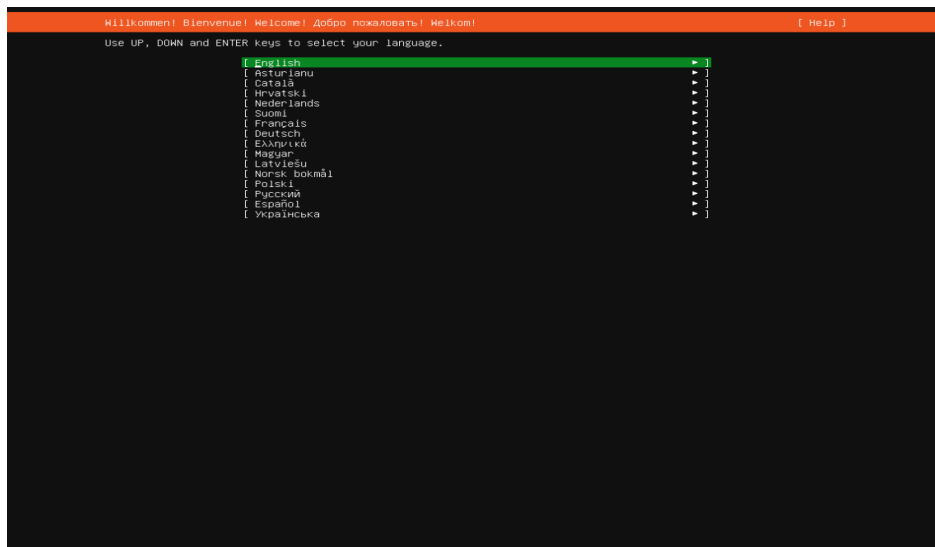 Willkommen! Bienvenue! Welcome! Добро пожаловать! Welkom! [ Help ]
Use UP, DOWN and ENTER keys to select your language.
[ English ► ]
[ Asturianu ► ]
[ Català ► ]
[ Hrvatski ► ]
[ Nederlands ► ]
[ Suomi ► ]
[ Français ► ]
[ Deutsch ► ]
[ Ελληνικά ► ]
[ Magyar ► ]
[ Latviešu ► ]
[ Norsk bokmål ► ]
[ Polski ► ]
[ Русский ► ]
[ Español ► ]
[ Українська ► ]